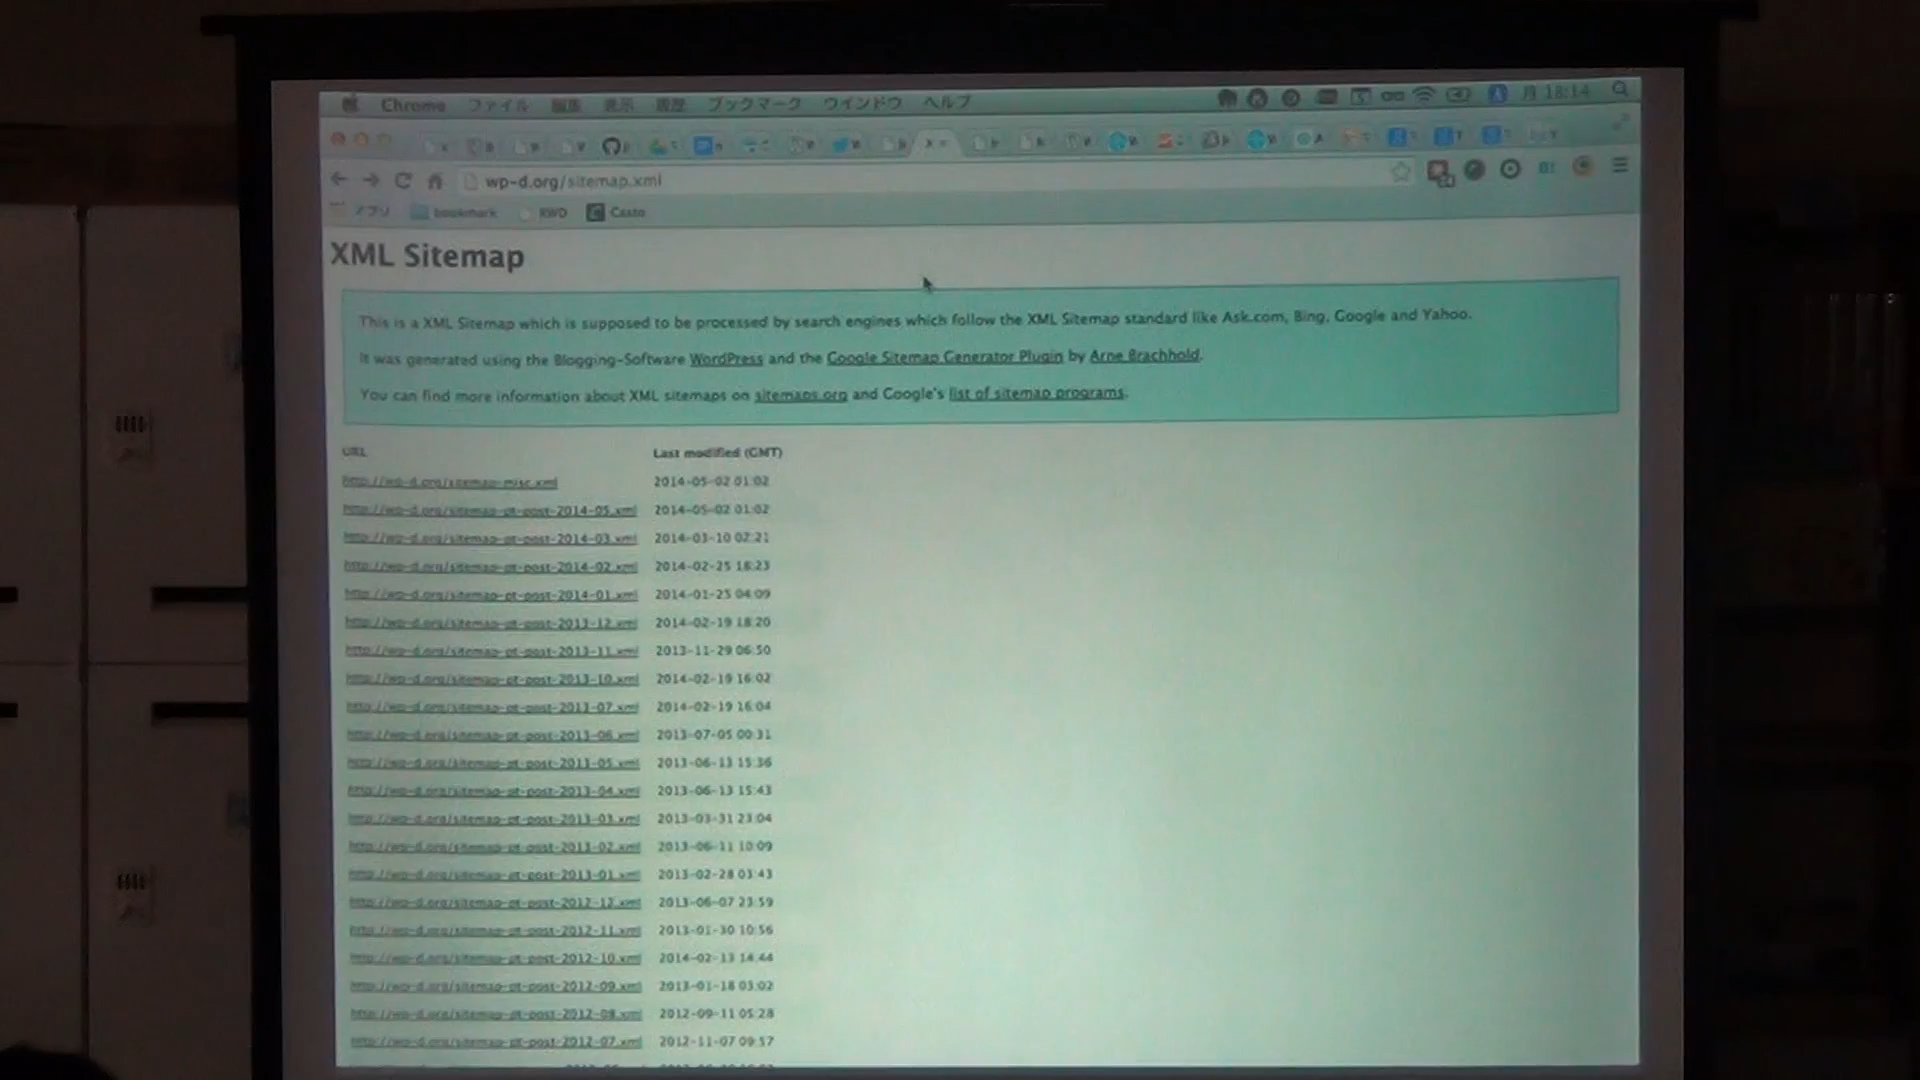 Chrome ファイル 編集 表示 履歴 ブックマーク ウインドウ ヘルプ 月 18:14
wp-d.org/sitemap.xml
アプリ bookmark RWD
XML Sitemap
This is a XML Sitemap which is supposed to be processed by search engines which follow the XML Sitemap standard like Ask.com, Bing, Google and Yahoo.
It was generated using the Blogging-Software WordPress and the Google Sitemap Generator Plugin by Arne Brachhold.
You can find more information about XML sitemaps on sitemaps.org and Google's list of sitemap programs.
URL Last modified (GMT)
http://wp-d.org/sitemap-misc.xml 2014-05-02 01:02
http://wp-d.org/sitemap-pt-post-2014-05.xml 2014-05-02 01:02
http://wp-d.org/sitemap-pt-post-2014-03.xml 2014-03-10 02:21
http://wp-d.org/sitemap-pt-post-2014-02.xml 2014-02-25 18:23
http://wp-d.org/sitemap-pt-post-2014-01.xml 2014-01-25 04:09
http://wp-d.org/sitemap-pt-post-2013-12.xml 2014-02-19 18:20
http://wp-d.org/sitemap-pt-post-2013-11.xml 2013-11-29 06:50
http://wp-d.org/sitemap-pt-post-2013-10.xml 2014-02-19 16:02
http://wp-d.org/sitemap-pt-post-2013-07.xml 2014-02-19 16:04
http://wp-d.org/sitemap-pt-post-2013-06.xml 2013-07-05 00:31
http://wp-d.org/sitemap-pt-post-2013-05.xml 2013-06-13 15:36
http://wp-d.org/sitemap-pt-post-2013-04.xml 2013-06-13 15:43
http://wp-d.org/sitemap-pt-post-2013-03.xml 2013-03-31 23:04
http://wp-d.org/sitemap-pt-post-2013-02.xml 2013-06-11 10:09
http://wp-d.org/sitemap-pt-post-2013-01.xml 2013-02-28 03:43
http://wp-d.org/sitemap-pt-post-2012-12.xml 2013-06-07 23:59
http://wp-d.org/sitemap-pt-post-2012-11.xml 2013-01-30 10:56
http://wp-d.org/sitemap-pt-post-2012-10.xml 2014-02-13 14:44
http://wp-d.org/sitemap-pt-post-2012-09.xml 2013-01-18 03:02
http://wp-d.org/sitemap-pt-post-2012-08.xml 2012-09-11 05:28
http://wp-d.org/sitemap-pt-post-2012-07.xml 2012-11-07 09:57